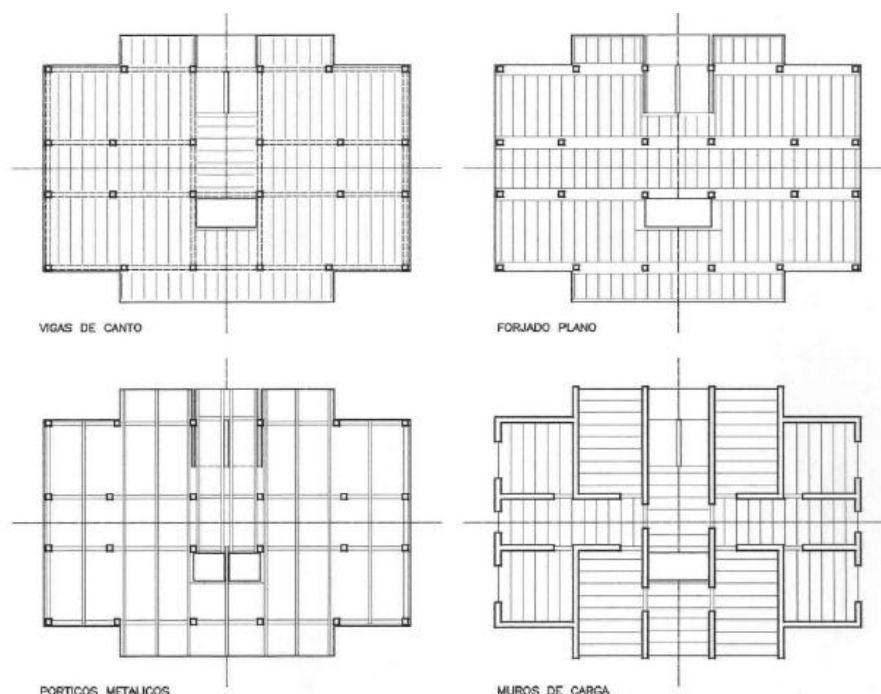 VIGAS DE CANTO
FORJADO PLANO
PORTICOS METALICOS
MUROS DE CARGA